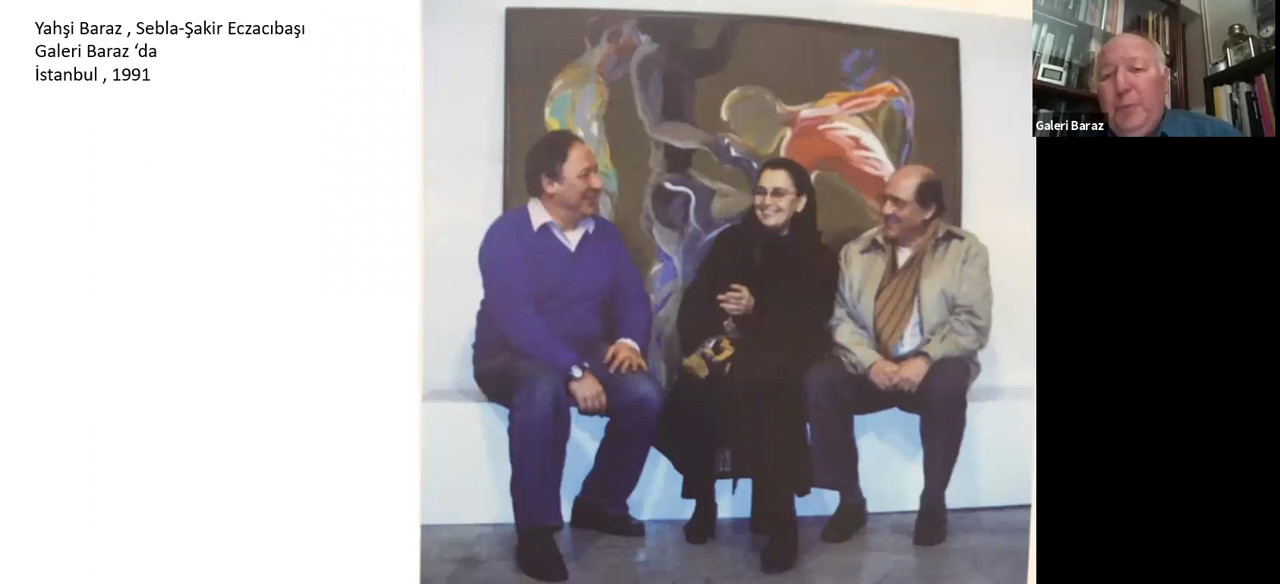 Yahşi Baraz , Sebla-Şakir Eczacıbaşı
Galeri Baraz ‘da
İstanbul , 1991
Galeri Baraz